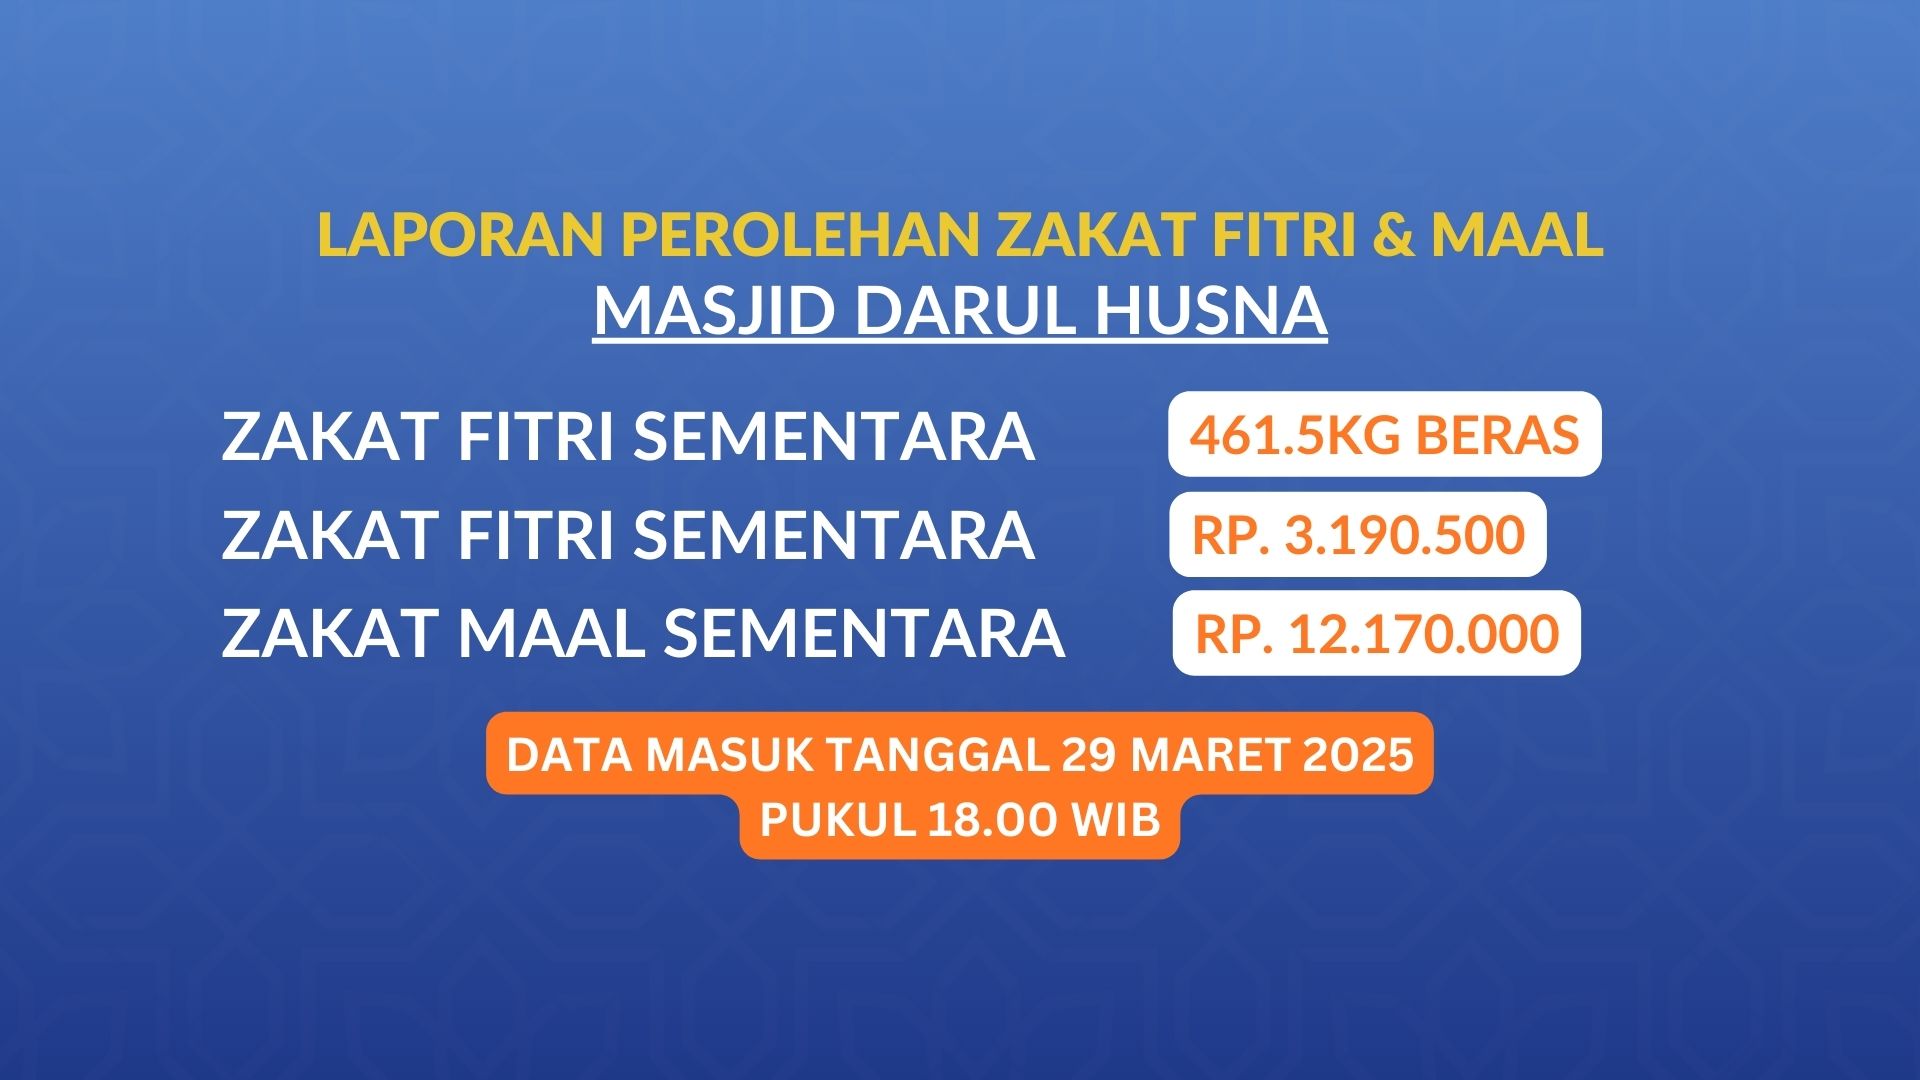 LAPORAN PEROLEHAN ZAKAT FITRI & MAAL
MASJID DARUL HUSNA
ZAKAT FITRI SEMENTARA 461.5KG BERAS
ZAKAT FITRI SEMENTARA RP. 3.190.500
ZAKAT MAAL SEMENTARA RP. 12.170.000
DATA MASUK TANGGAL 29 MARET 2025
PUKUL 18.00 WIB